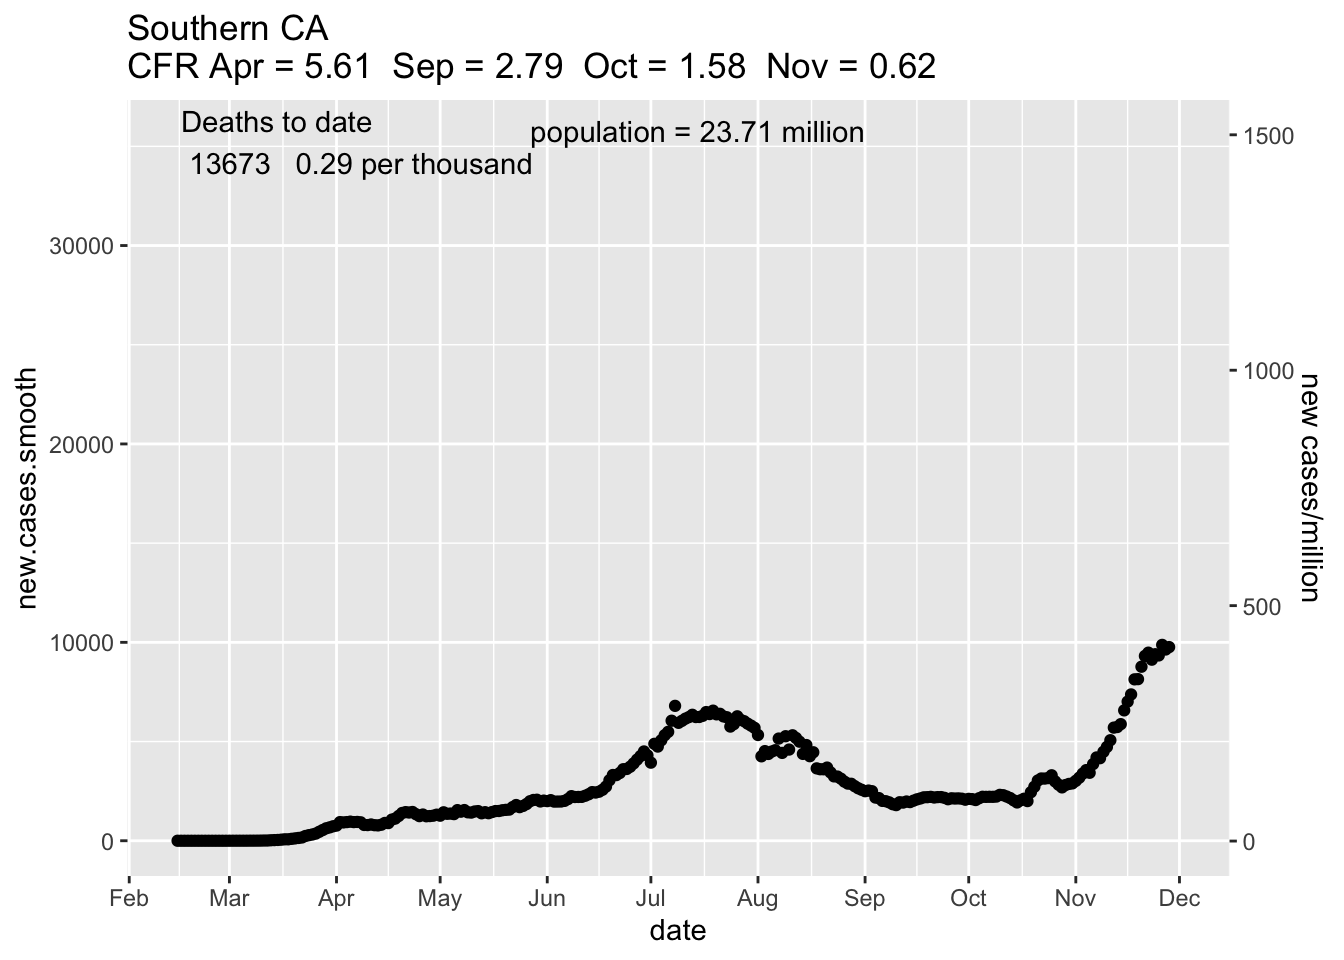 Southern CA
CFR Apr = 5.61  Sep = 2.79  Oct = 1.58  Nov = 0.62
Deaths to date
population = 23.71 million
13673   0.29 per thousand
1500
30000
1000
20000
new.cases.smooth
new cases/million
500
10000
0
0
Feb Mar Apr May Jun Jul Aug Sep Oct Nov Dec
date